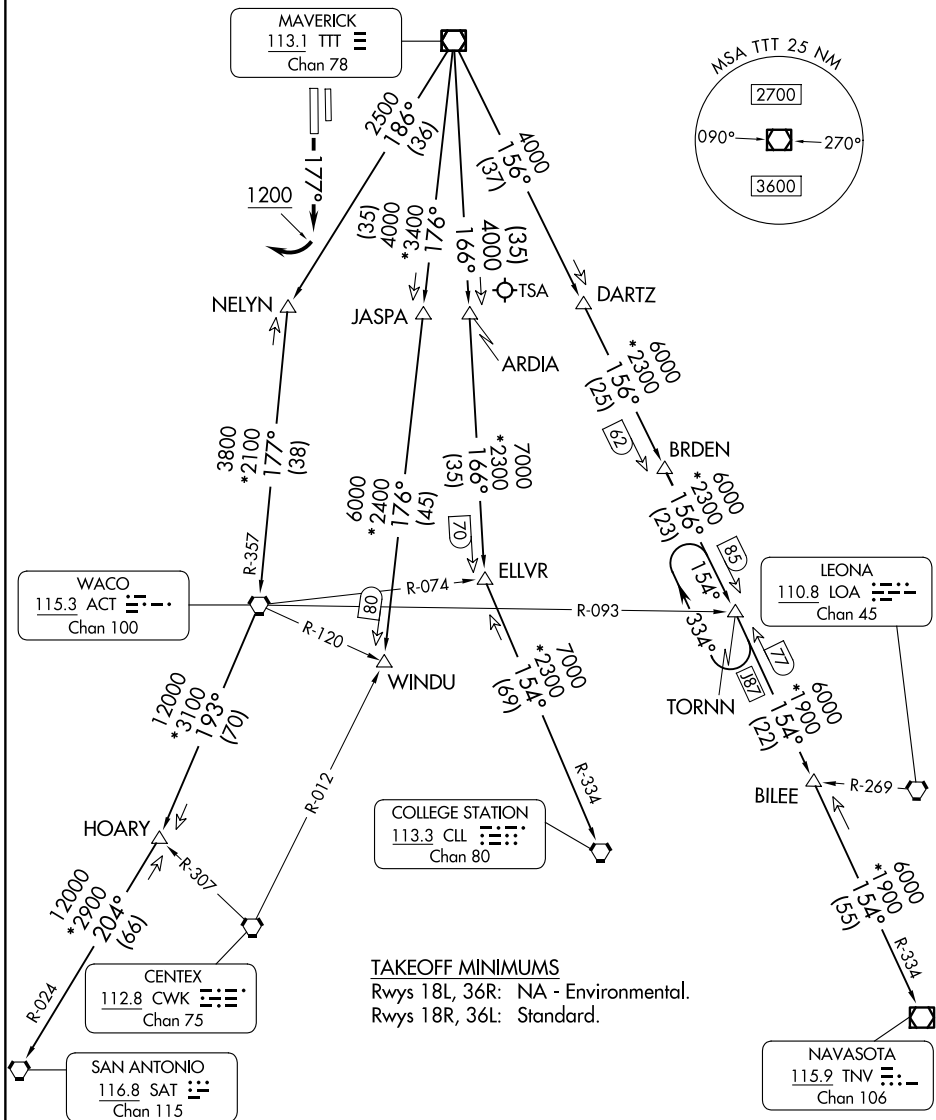 MAVERICK
113.1 TTT
Chan 78
MSA TTT 25 NM
2700
090°
270°
3600
177°
1200
2500
186°
(36)
(35)
4000
*3400
176°
(35)
4000
166°
4000
156°
(37)
TSA
NELYN
JASPA
ARDIA
DARTZ
6000
*2300
156°
(25)
62
BRDEN
3800
*2100
177°
(38)
6000
*2400
176°
(45)
7000
*2300
166°
(35)
70
6000
*2300
156°
(23)
85
R-357
WACO
115.3 ACT
Chan 100
R-074
ELLVR
80
R-093
R-120
WINDU
154°
334°
J87
77
TORNN
LEONA
110.8 LOA
Chan 45
12000
*3100
193°
(70)
7000
*2300
154°
(69)
6000
*1900
154°
(22)
BILEE
R-269
R-012
R-334
HOARY
R-307
COLLEGE STATION
113.3 CLL
Chan 80
12000
*2900
204°
(66)
6000
*1900
154°
(55)
R-334
R-024
CENTEX
112.8 CWK
Chan 75
TAKEOFF MINIMUMS
Rwys 18L, 36R: NA - Environmental.
Rwys 18R, 36L: Standard.
SAN ANTONIO
116.8 SAT
Chan 115
NAVASOTA
115.9 TNV
Chan 106